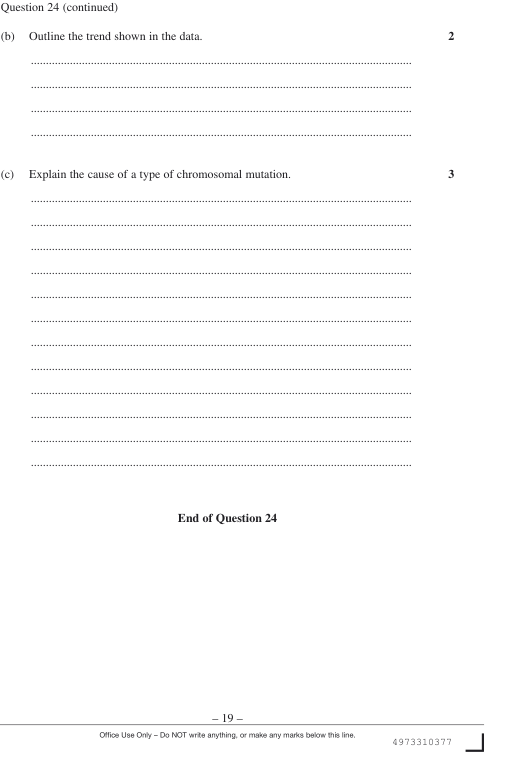 Question 24 (continued)
(b) Outline the trend shown in the data. 2
....................................................................................................................................
....................................................................................................................................
....................................................................................................................................
....................................................................................................................................
(c) Explain the cause of a type of chromosomal mutation. 3
....................................................................................................................................
....................................................................................................................................
....................................................................................................................................
....................................................................................................................................
....................................................................................................................................
....................................................................................................................................
....................................................................................................................................
....................................................................................................................................
....................................................................................................................................
....................................................................................................................................
....................................................................................................................................
....................................................................................................................................
End of Question 24
– 19 –
Office Use Only – Do NOT write anything, or make any marks below this line.
4973310377